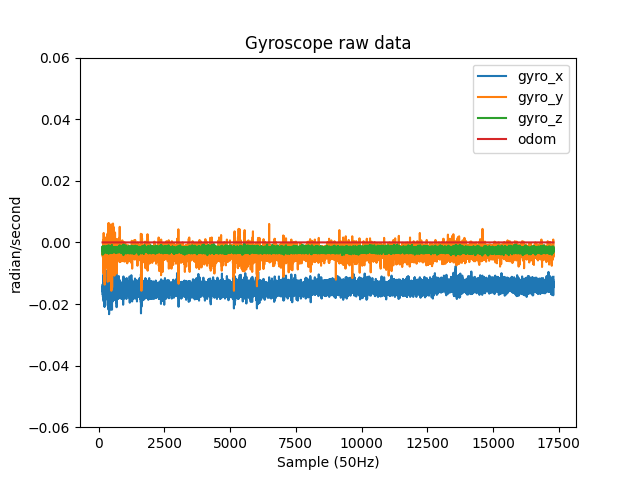 Gyroscope raw data
gyro_x
gyro_y
gyro_z
odom
radian/second
0.06
0.04
0.02
0.00
−0.02
−0.04
−0.06
0 2500 5000 7500 10000 12500 15000 17500
Sample (50Hz)